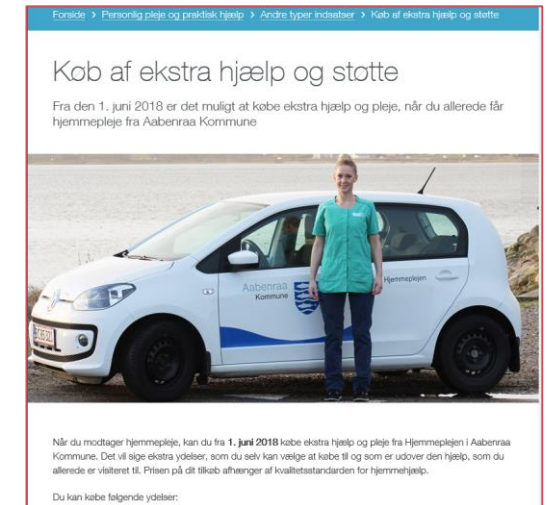 Forside > Personlig pleje og praktisk hjælp > Andre typer indsatser > Køb af ekstra hjælp og støtte
Køb af ekstra hjælp og støtte
Fra den 1. juni 2018 er det muligt at købe ekstra hjælp og pleje, når du allerede får
hjemmepleje fra Aabenraa Kommune
Aabenraa
Kommune
Hjemmeplejen
Når du modtager hjemmepleje, kan du fra 1. juni 2018 købe ekstra hjælp og pleje fra Hjemmeplejen i Aabenraa
Kommune. Det vil sige ekstra ydelser, som du selv kan vælge at købe til og som er udover den hjælp, som du
allerede er visiteret til. Prisen på dit tilkøb afhænger af kvalitetsstandarden for hjemmehjælp.
Du kan købe følgende ydelser: